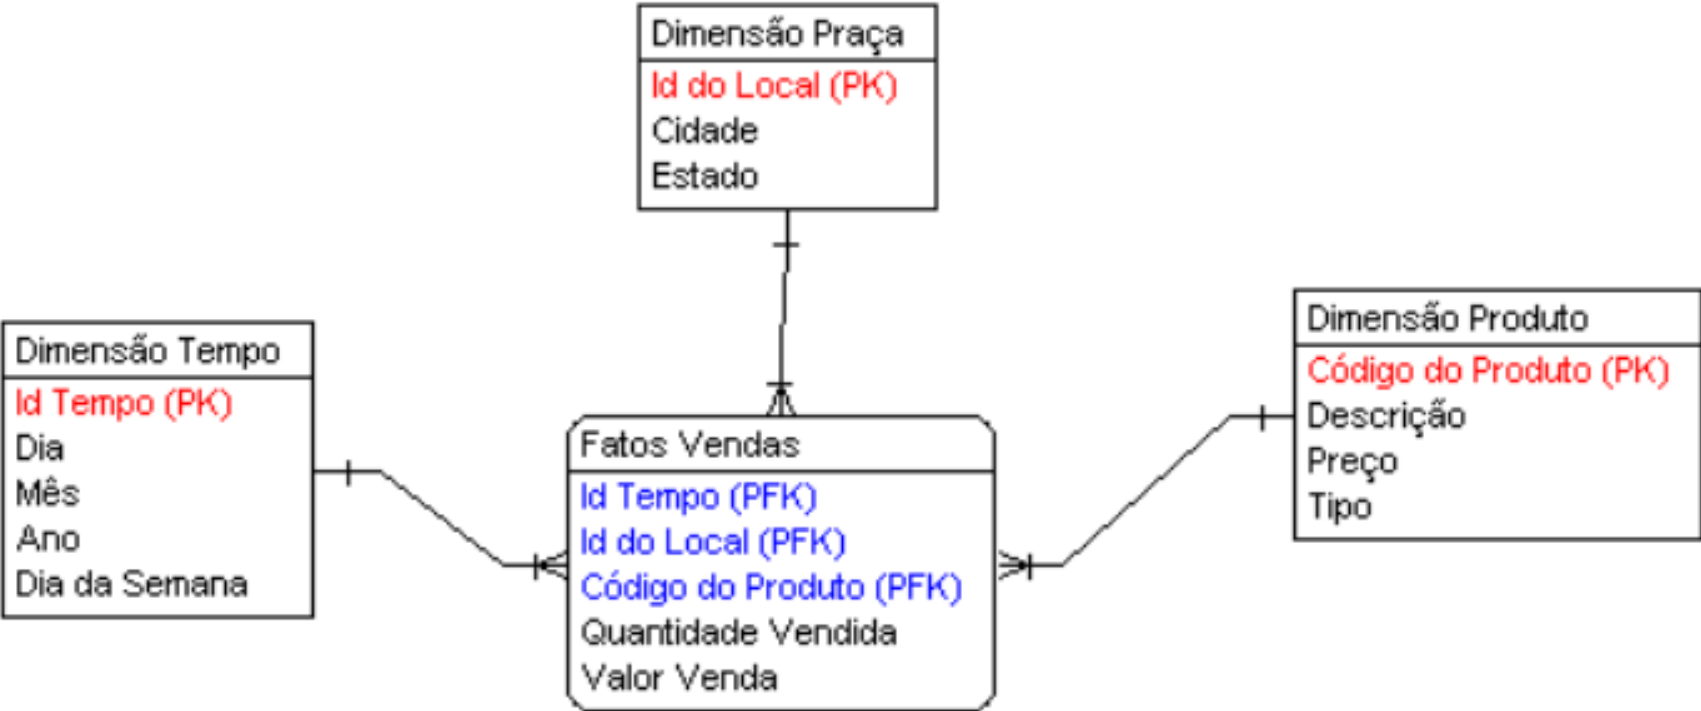 Dimensão Praça
Id do Local (PK)
Cidade
Estado
Dimensão Tempo
Id Tempo (PK)
Dia
Mês
Ano
Dia da Semana
Fatos Vendas
Id Tempo (PFK)
Id do Local (PFK)
Código do Produto (PFK)
Quantidade Vendida
Valor Venda
Dimensão Produto
Código do Produto (PK)
Descrição
Preço
Tipo